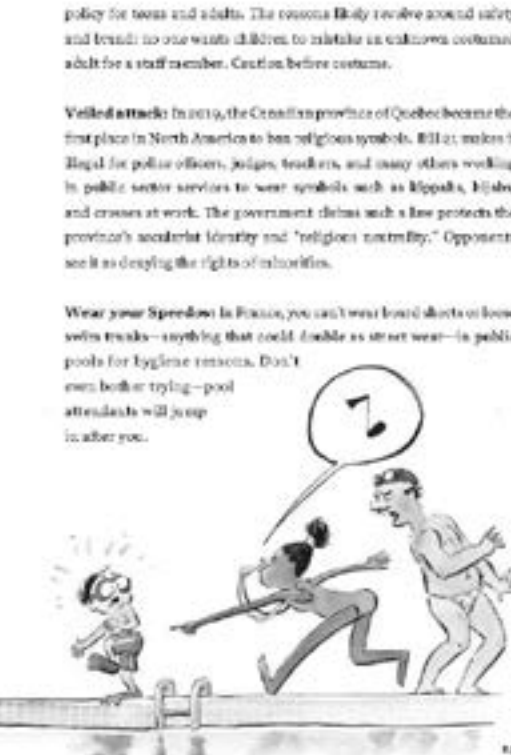 policy for teens and adults. The reasons likely revolve around safety
and brand: no one wants children to mistake an unknown costumed
adult for a staff member. Caution before costume.
Veiled attack: In 2019, the Canadian province of Quebec became the
first place in North America to ban religious symbols. Bill 21 makes i
illegal for police officers, judges, teachers, and many others working
in public sector services to wear symbols such as kippahs, hijabs
and crosses at work. The government claims such a law protects the
province's secularist identity and "religious neutrality." Opponents
see it as denying the rights of minorities.
Wear your Speedos: In France, you can't wear board shorts or loose
swim trunks—anything that could double as street wear—in public
pools for hygiene reasons. Don't
even bother trying—pool
attendants will jump
in after you.